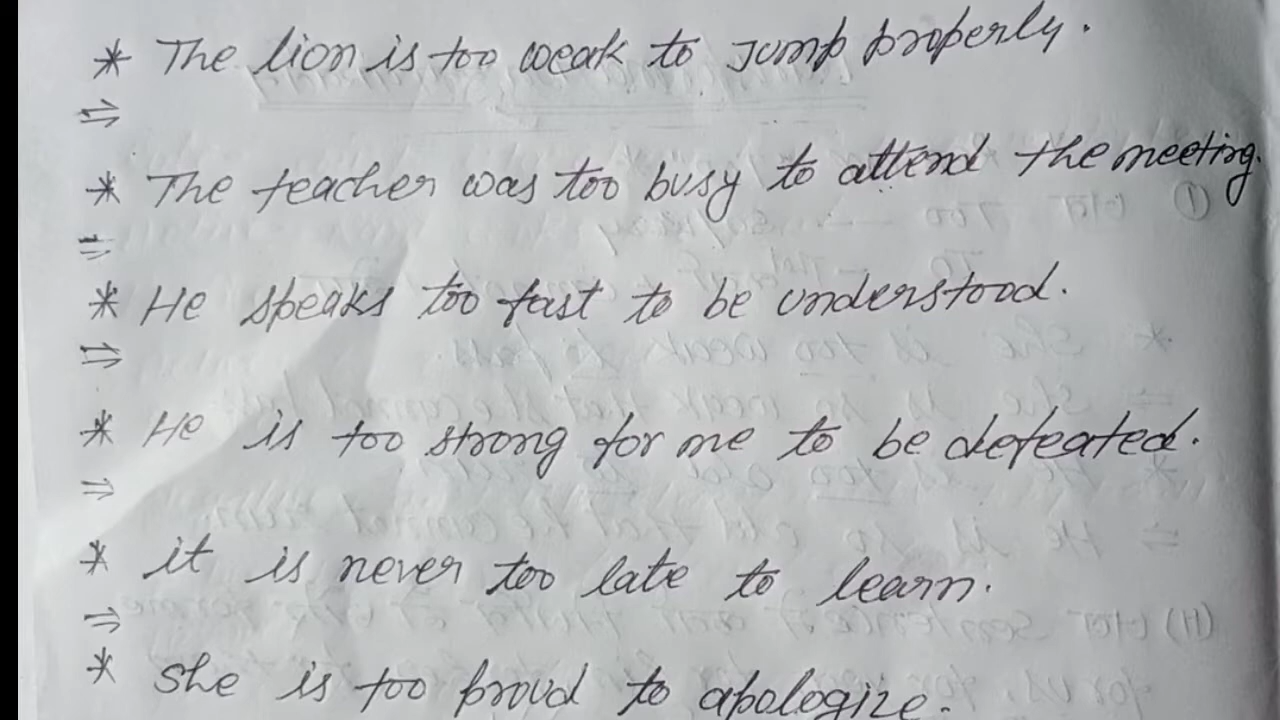 * The lion is too weak to Jump properly.
⇒
* The teacher was too busy to attend the meeting.
⇒
* He speaks too fast to be understood.
⇒
* He is too strong for me to be defeated.
⇒
* it is never too late to learn.
⇒
* She is too proud to apologize.